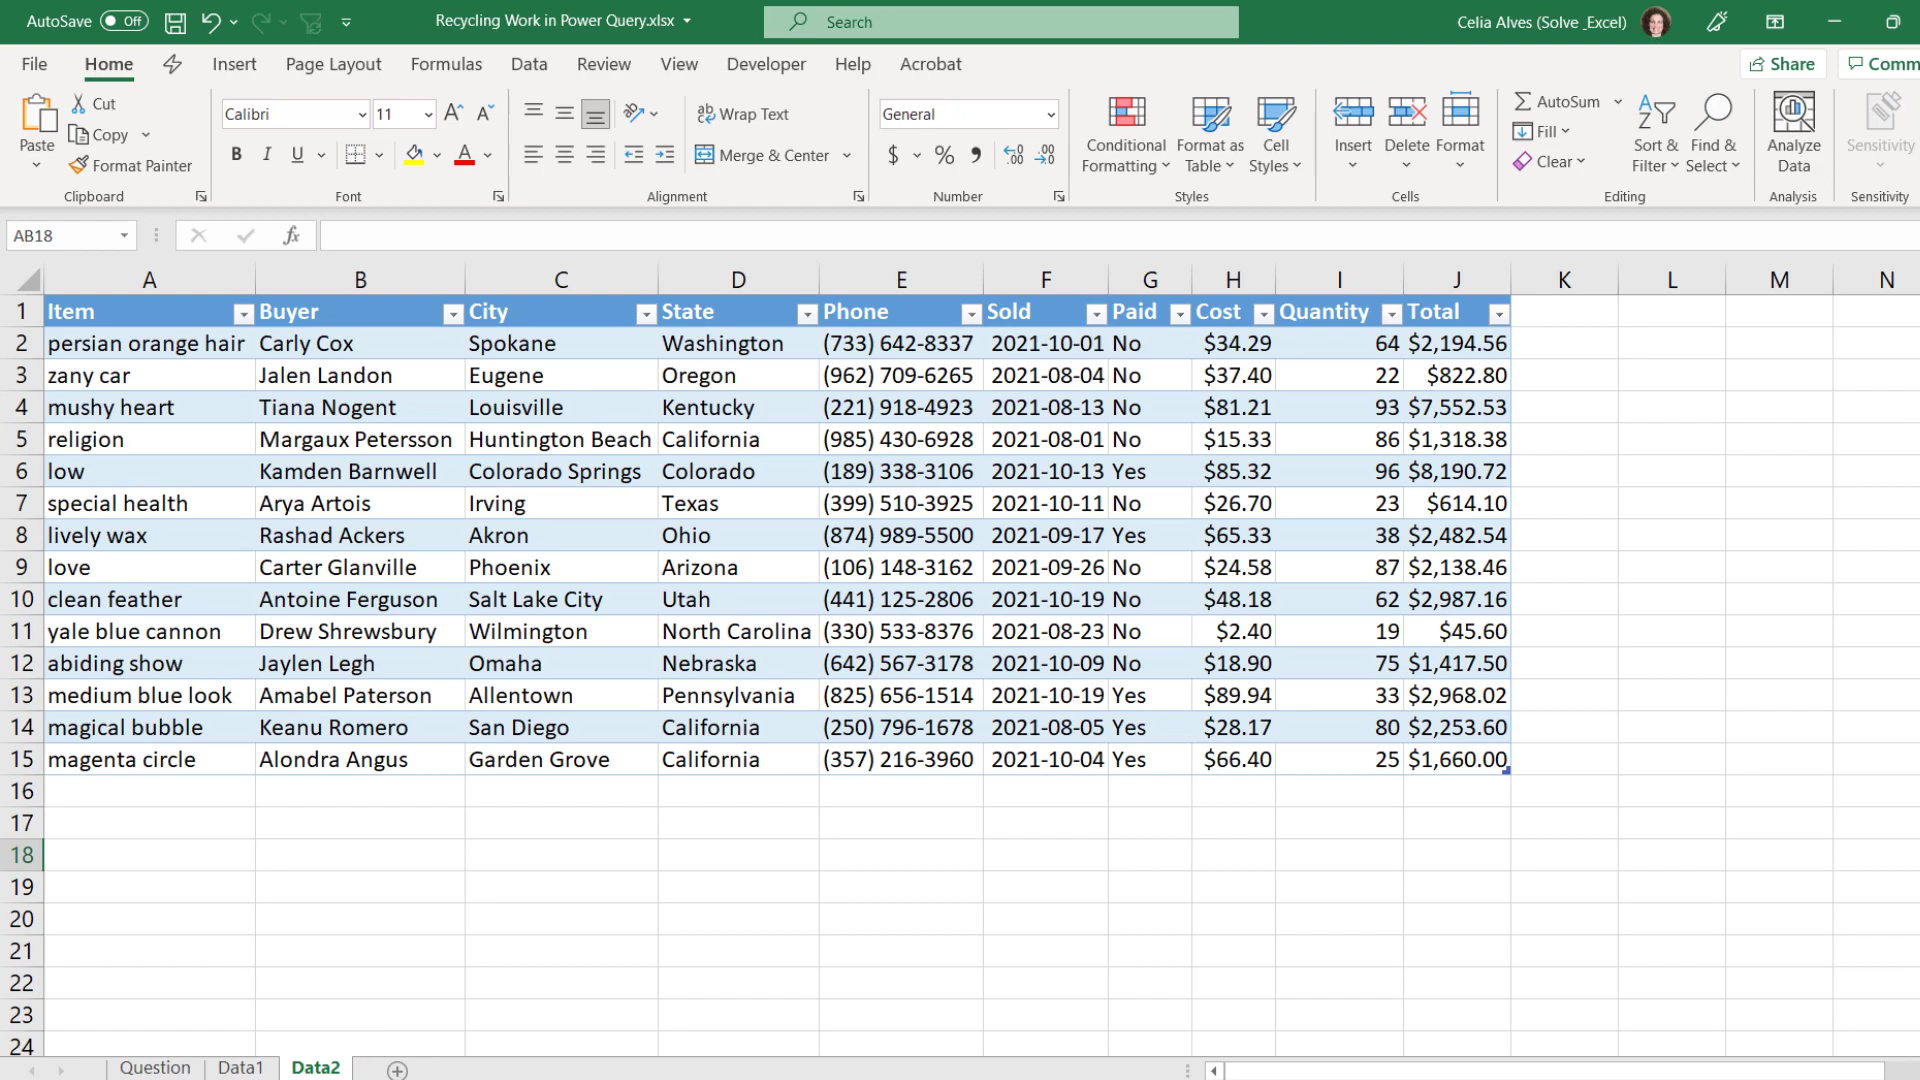 AutoSave Off Recycling Work in Power Query.xlsx Search Celia Alves (Solve_Excel)
File Home Insert Page Layout Formulas Data Review View Developer Help Acrobat Share Comm
Paste Cut Copy Format Painter Clipboard
Calibri 11 B I U A Font
Wrap Text Merge & Center Alignment
General $ % Number
Conditional Formatting Format as Table Cell Styles Styles
Insert Delete Format Cells
AutoSum Fill Clear Sort & Filter Find & Select Editing
Analyze Data Analysis
Sensitivity Sensitivity
AB18 fx
A B C D E F G H I J K L M N
1 Item Buyer City State Phone Sold Paid Cost Quantity Total
2 persian orange hair Carly Cox Spokane Washington (733) 642-8337 2021-10-01 No $34.29 64 $2,194.56
3 zany car Jalen Landon Eugene Oregon (962) 709-6265 2021-08-04 No $37.40 22 $822.80
4 mushy heart Tiana Nogent Louisville Kentucky (221) 918-4923 2021-08-13 No $81.21 93 $7,552.53
5 religion Margaux Petersson Huntington Beach California (985) 430-6928 2021-08-01 No $15.33 86 $1,318.38
6 low Kamden Barnwell Colorado Springs Colorado (189) 338-3106 2021-10-13 Yes $85.32 96 $8,190.72
7 special health Arya Artois Irving Texas (399) 510-3925 2021-10-11 No $26.70 23 $614.10
8 lively wax Rashad Ackers Akron Ohio (874) 989-5500 2021-09-17 Yes $65.33 38 $2,482.54
9 love Carter Glanville Phoenix Arizona (106) 148-3162 2021-09-26 No $24.58 87 $2,138.46
10 clean feather Antoine Ferguson Salt Lake City Utah (441) 125-2806 2021-10-19 No $48.18 62 $2,987.16
11 yale blue cannon Drew Shrewsbury Wilmington North Carolina (330) 533-8376 2021-08-23 No $2.40 19 $45.60
12 abiding show Jaylen Legh Omaha Nebraska (642) 567-3178 2021-10-09 No $18.90 75 $1,417.50
13 medium blue look Amabel Paterson Allentown Pennsylvania (825) 656-1514 2021-10-19 Yes $89.94 33 $2,968.02
14 magical bubble Keanu Romero San Diego California (250) 796-1678 2021-08-05 Yes $28.17 80 $2,253.60
15 magenta circle Alondra Angus Garden Grove California (357) 216-3960 2021-10-04 Yes $66.40 25 $1,660.00
16
17
18
19
20
21
22
23
24
Question Data1 Data2